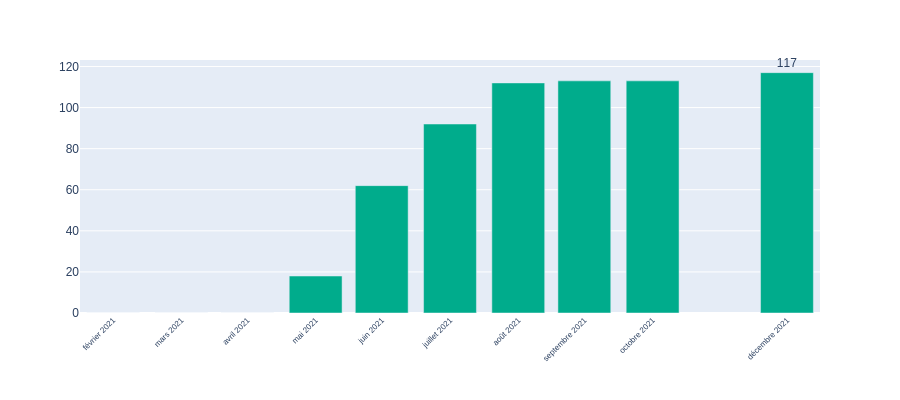 117
120
100
80
60
40
20
0
février 2021
mars 2021
avril 2021
mai 2021
juin 2021
juillet 2021
août 2021
septembre 2021
octobre 2021
décembre 2021